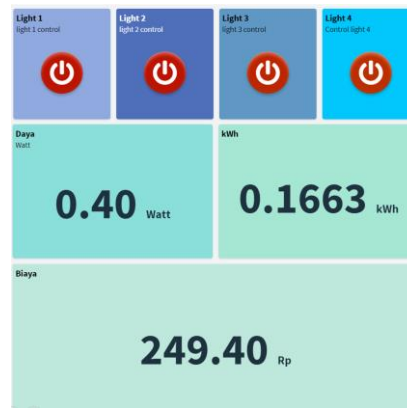 Light 1
light 1 control
Light 2
light 2 control
Light 3
light 3 control
Light 4
Control light 4
Daya
Watt
0.40 Watt
kWh
0.1663 kWh
Biaya
249.40 Rp